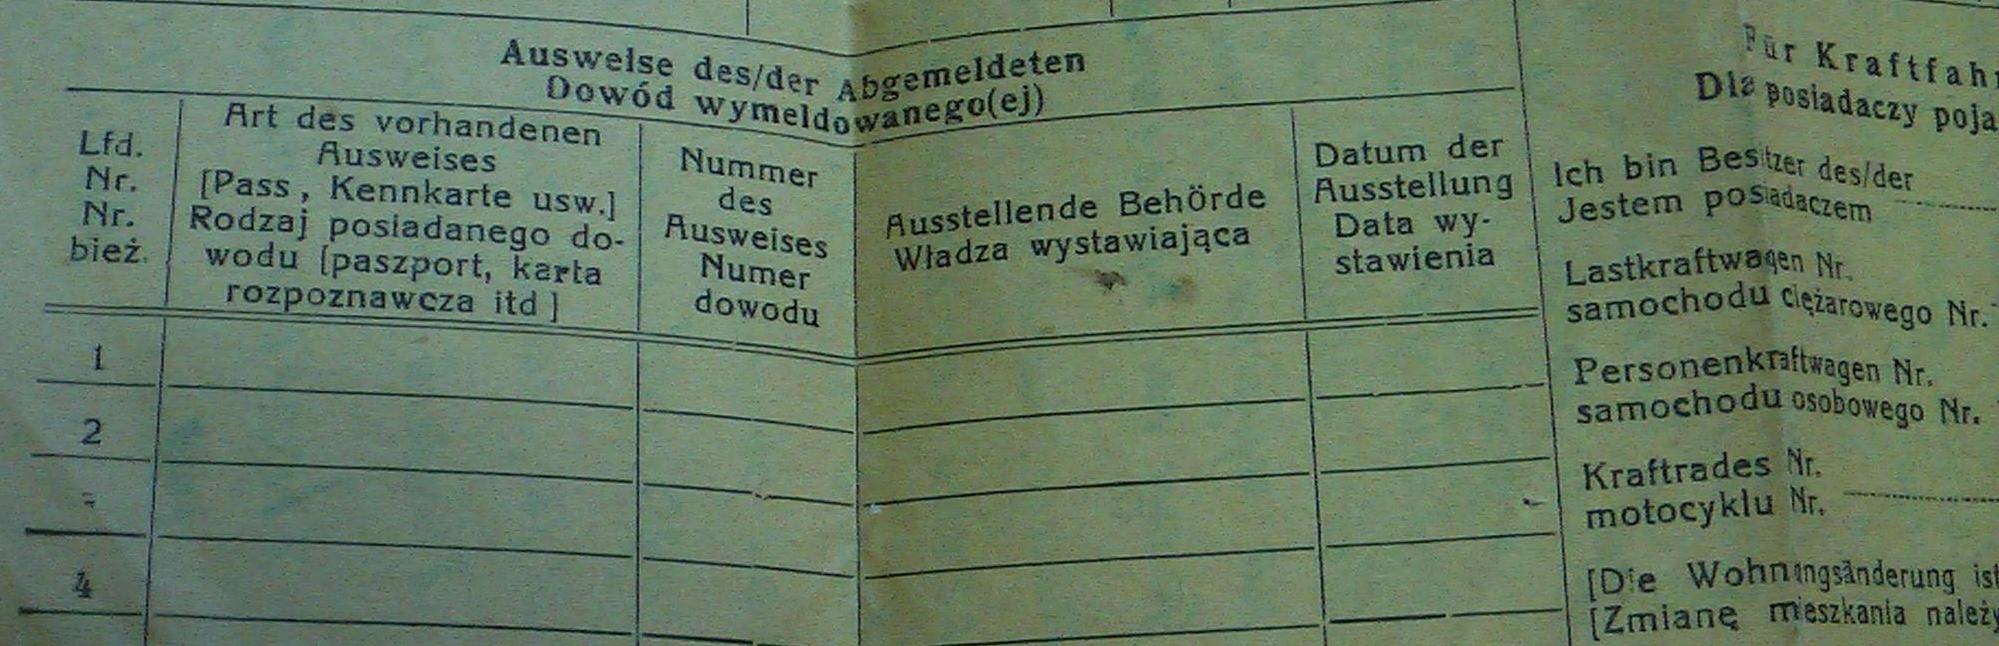 Ausweise des/der Abgemeldeten
Dowód wymeldowanego(ej)
Lfd.
Nr.
Nr.
bież.
Art des vorhandenen
Ausweises
[Pass, Kennkarte usw.]
Rodzaj posiadanego do-
wodu [paszport, karta
rozpoznawcza itd ]
Nummer
des
Ausweises
Numer
dowodu
Ausstellende Behörde
Władza wystawiająca
Datum der
Ausstellung
Data wy-
stawienia
1
2
4
Für Kraftfah
Dla posiadaczy poja
Ich bin Besitzer des/der
Jestem posiadaczem
Lastkraftwagen Nr.
samochodu ciężarowego Nr.
Personenkraftwagen Nr.
samochodu osobowego Nr.
Kraftrades Nr.
motocyklu Nr.
[Die Wohnungsänderung ist
[Zmianę mieszkania należy